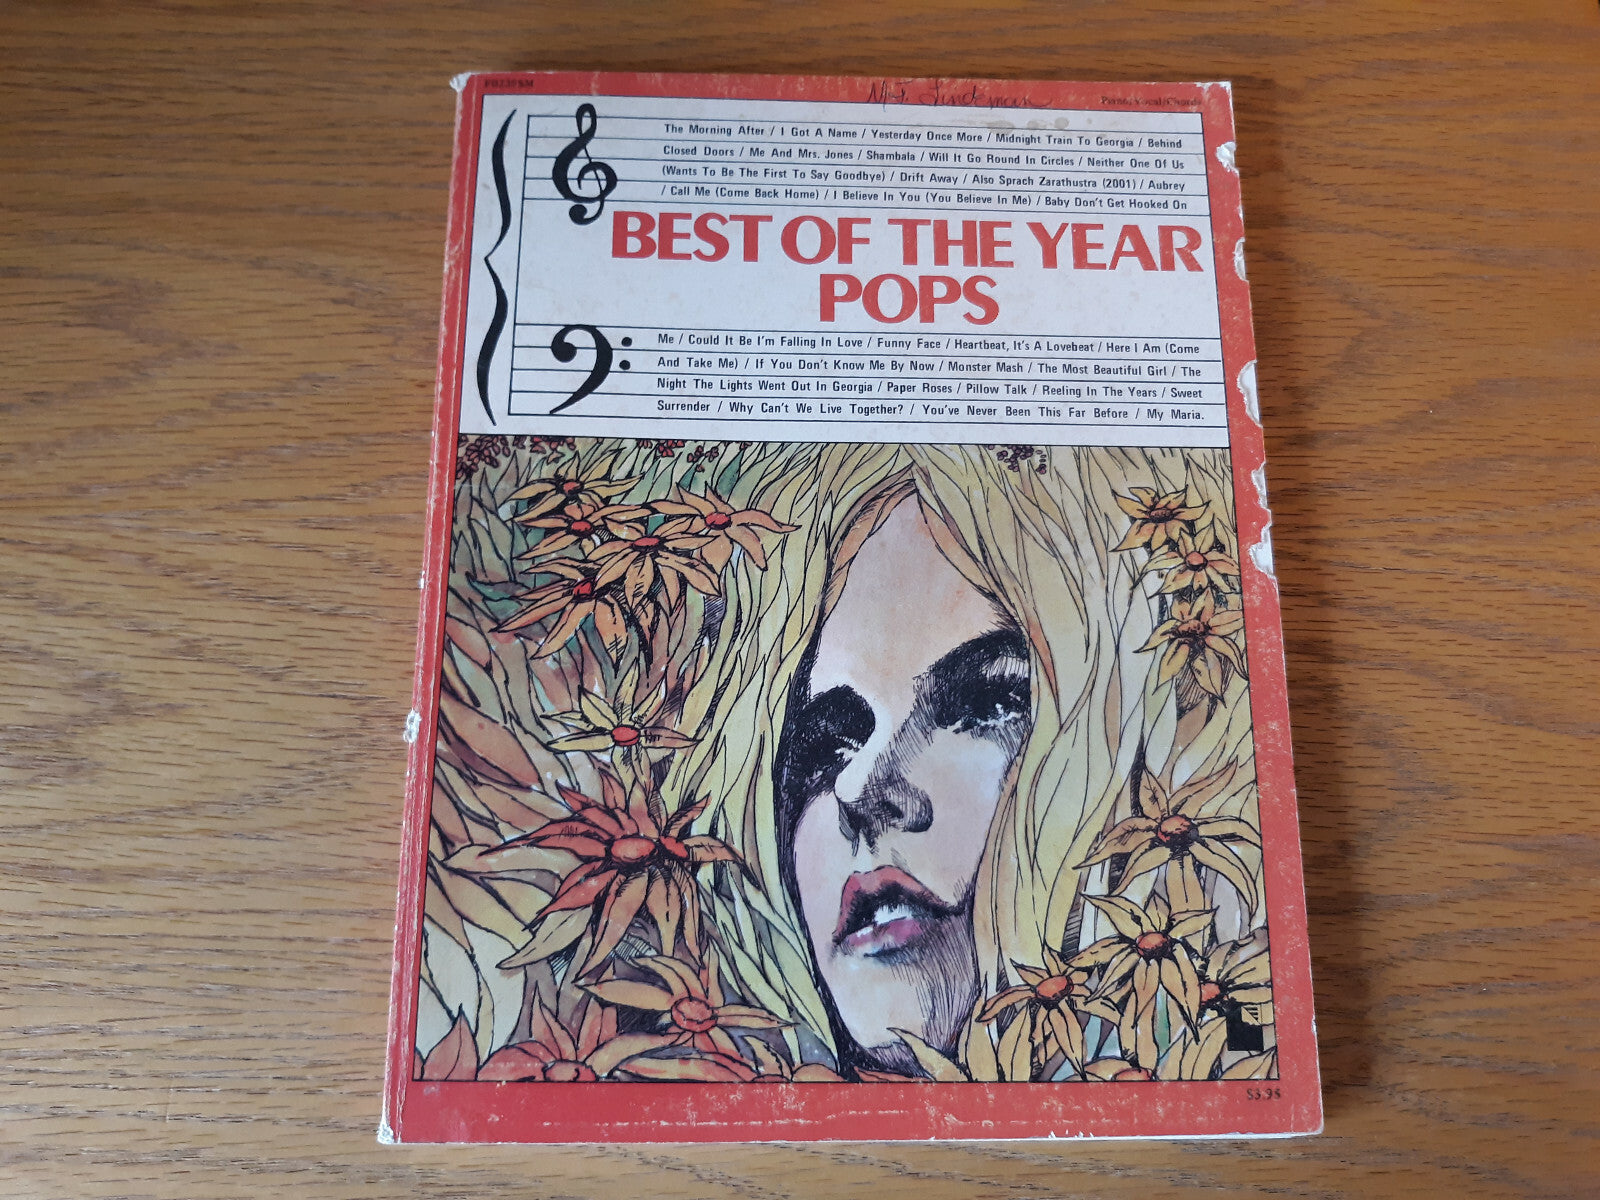 F0239SM
M.F. Lindeman
Piano/Vocal/Chords
The Morning After / I Got A Name / Yesterday Once More / Midnight Train To Georgia / Behind
Closed Doors / Me And Mrs. Jones / Shambala / Will It Go Round In Circles / Neither One Of Us
(Wants To Be The First To Say Goodbye) / Drift Away / Also Sprach Zarathustra (2001) / Aubrey
/ Call Me (Come Back Home) / I Believe In You (You Believe In Me) / Baby Don't Get Hooked On
BEST OF THE YEAR
POPS
Me / Could It Be I'm Falling In Love / Funny Face / Heartbeat, It's A Lovebeat / Here I Am (Come
And Take Me) / If You Don't Know Me By Now / Monster Mash / The Most Beautiful Girl / The
Night The Lights Went Out In Georgia / Paper Roses / Pillow Talk / Reeling In The Years / Sweet
Surrender / Why Can't We Live Together? / You've Never Been This Far Before / My Maria.
$3.95